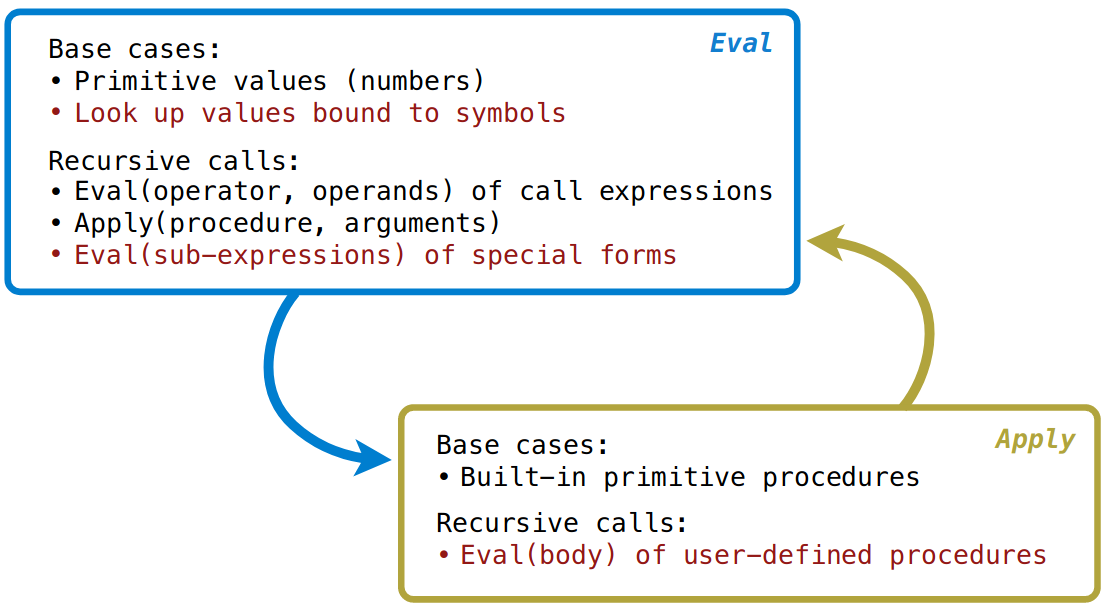 Eval
Base cases:
• Primitive values (numbers)
• Look up values bound to symbols
Recursive calls:
• Eval(operator, operands) of call expressions
• Apply(procedure, arguments)
• Eval(sub-expressions) of special forms
Apply
Base cases:
• Built-in primitive procedures
Recursive calls:
• Eval(body) of user-defined procedures